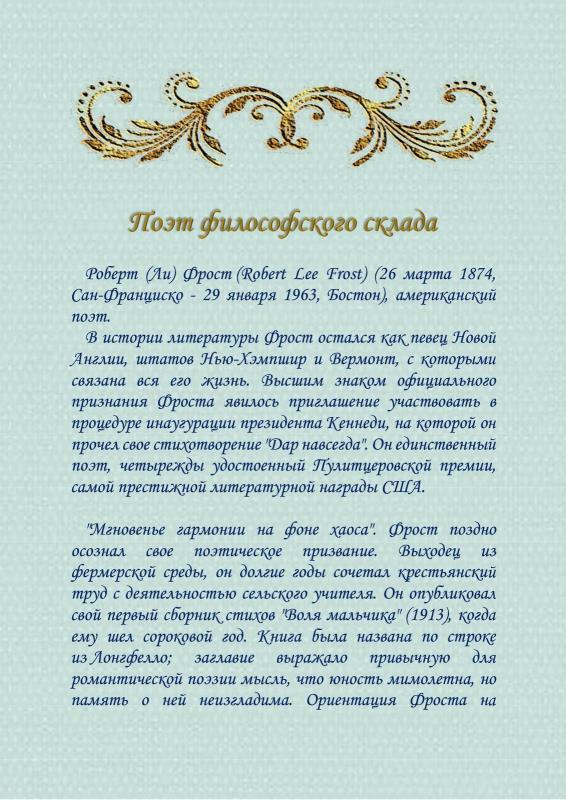 Поэт философского склада
Роберт (Ли) Фрост (Robert Lee Frost) (26 марта 1874,
Сан-Франциско - 29 января 1963, Бостон), американский
поэт.
В истории литературы Фрост остался как певец Новой
Англии, штатов Нью-Хэмпшир и Вермонт, с которыми
связана вся его жизнь. Высшим знаком официального
признания Фроста явилось приглашение участвовать в
процедуре инаугурации президента Кеннеди, на которой он
прочел свое стихотворение "Дар навсегда". Он единственный
поэт, четырежды удостоенный Пулитцеровской премии,
самой престижной литературной награды США.
"Мгновенье гармонии на фоне хаоса". Фрост поздно
осознал свое поэтическое призвание. Выходец из
фермерской среды, он долгие годы сочетал крестьянский
труд с деятельностью сельского учителя. Он опубликовал
свой первый сборник стихов "Воля мальчика" (1913), когда
ему шел сороковой год. Книга была названа по строке
из Лонгфелло; заглавие выражало привычную для
романтической поэзии мысль, что юность мимолетна, но
память о ней неизгладима. Ориентация Фроста на